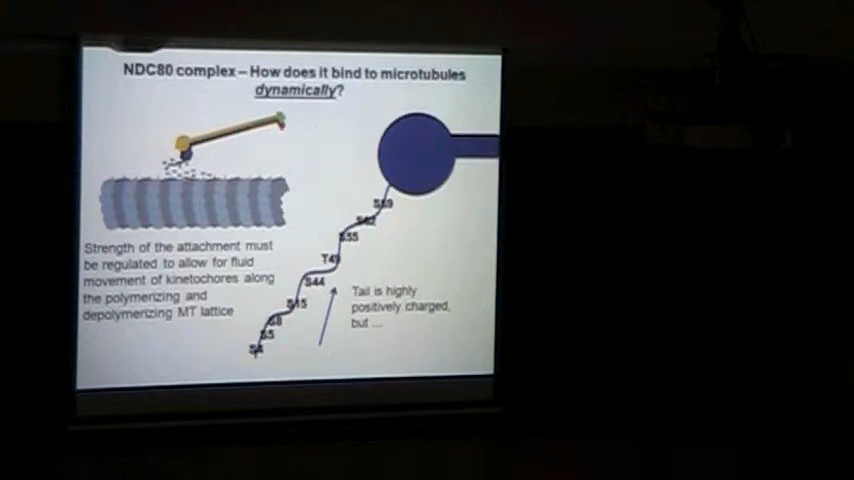 NDC80 complex – How does it bind to microtubules
dynamically?
Strength of the attachment must
be regulated to allow for fluid
movement of kinetochores along
the polymerizing and
depolymerizing MT lattice
S69
S62
S55
T49
S44
S15
S8
S5
S4
Tail is highly
positively charged,
but ...